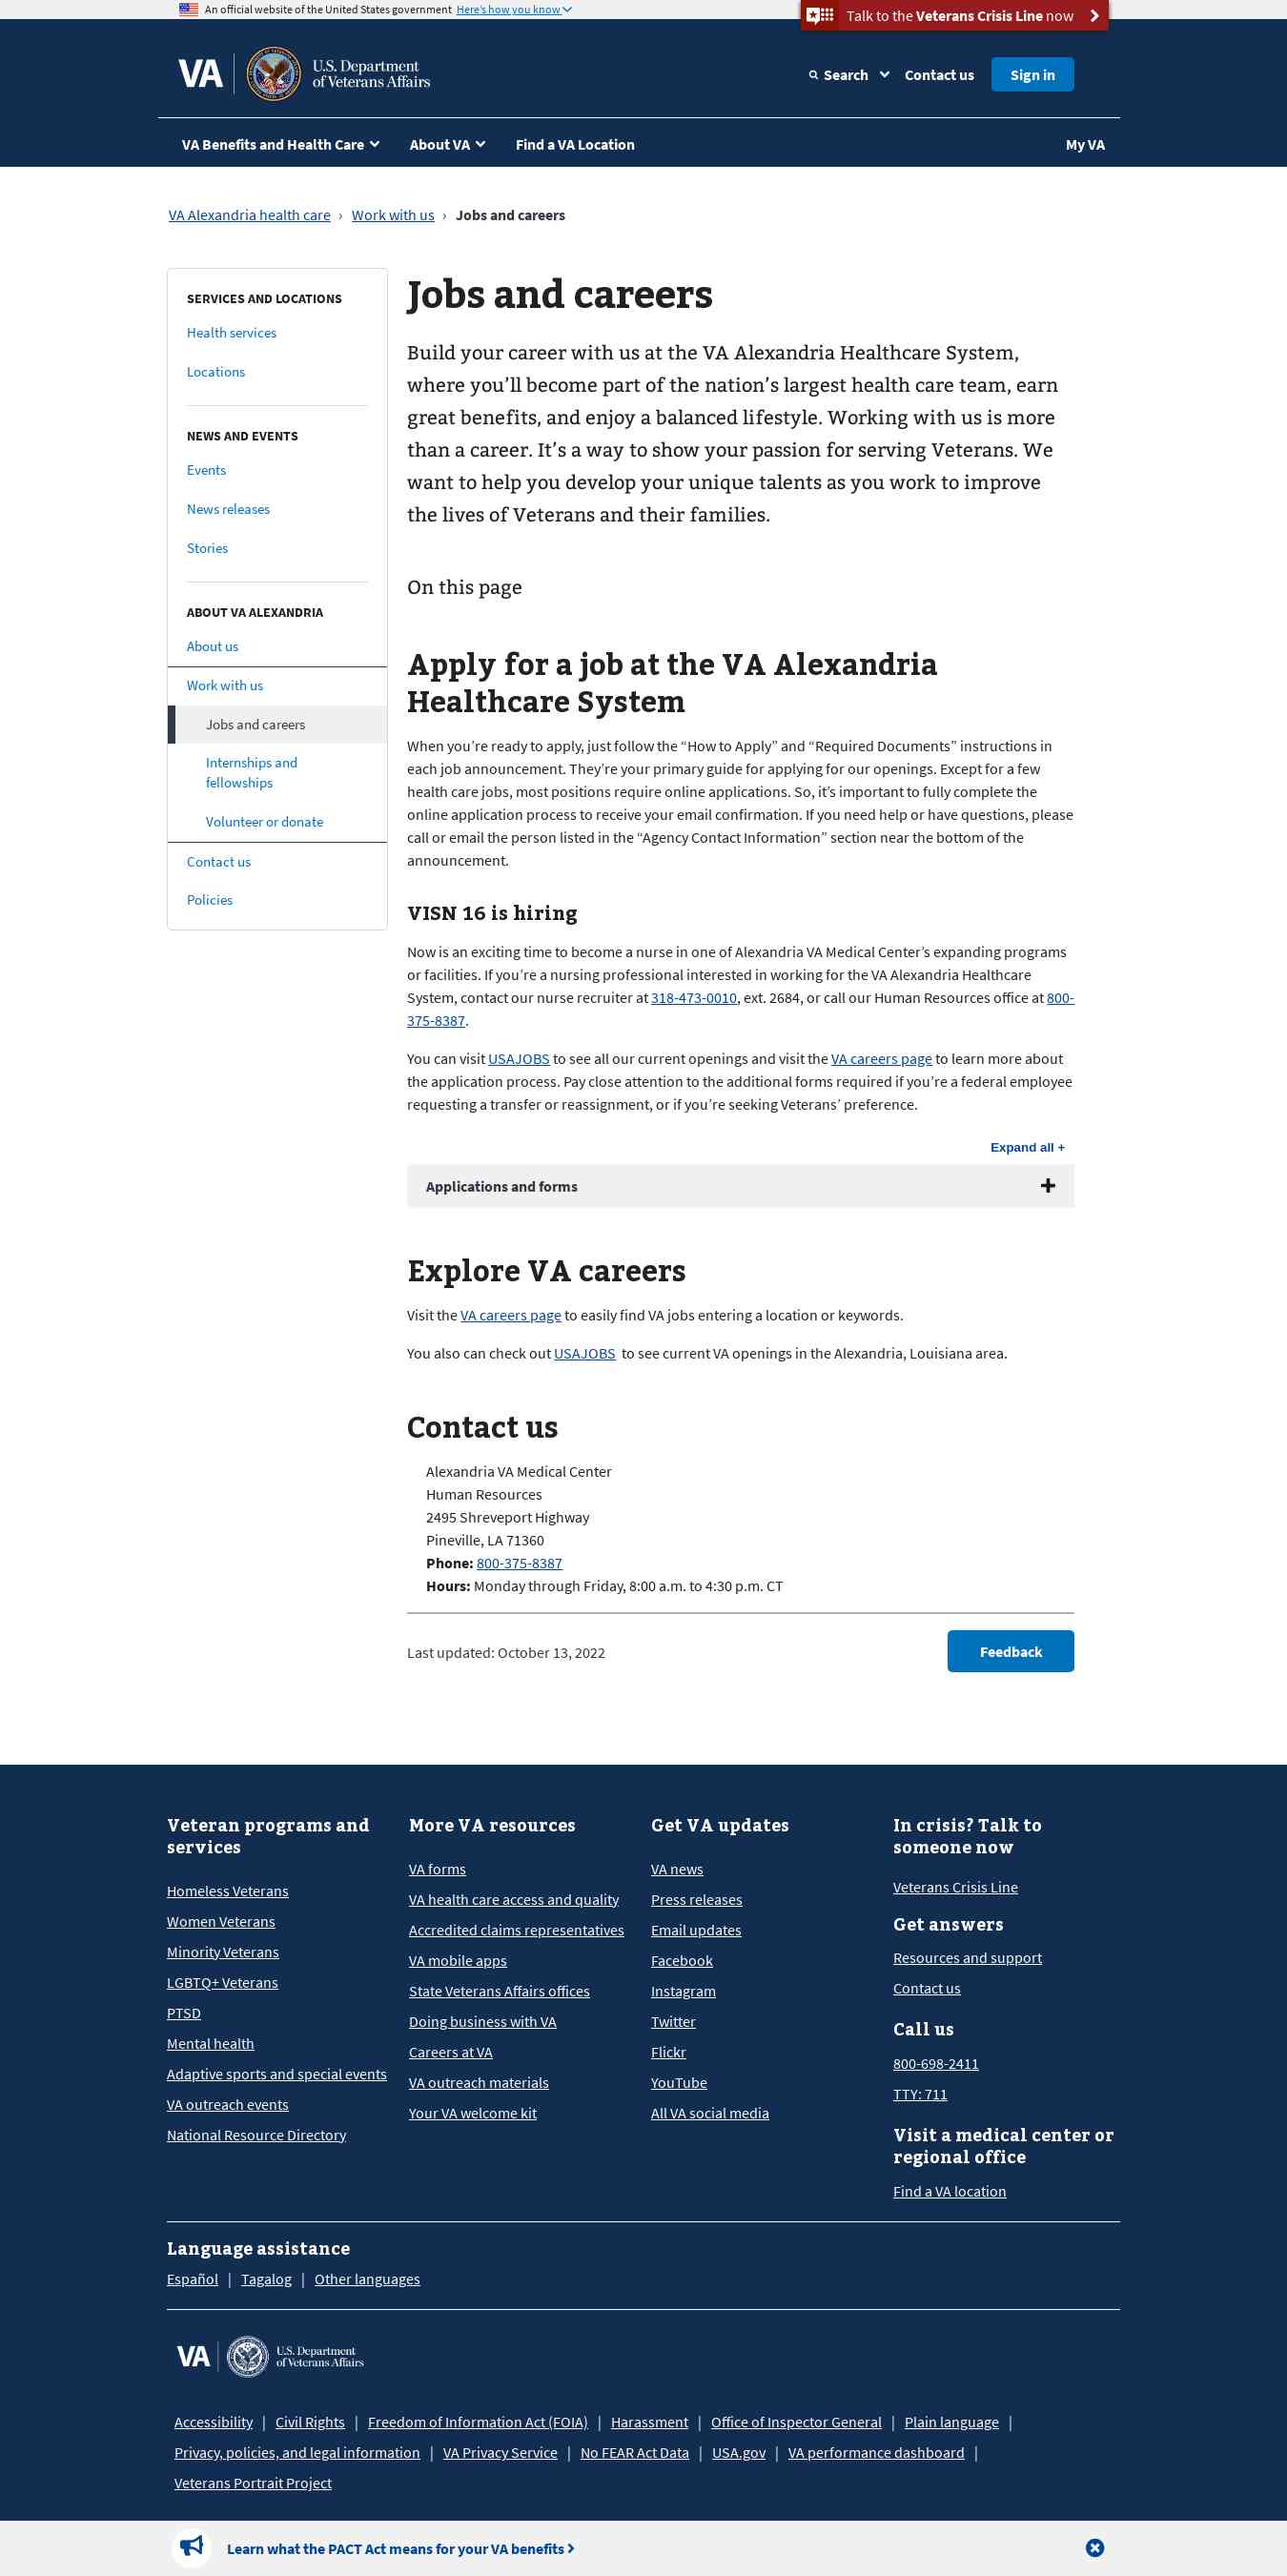 An official website of the United States government Here's how you know
Talk to the Veterans Crisis Line now
VA U.S. Department
of Veterans Affairs
Search Contact us Sign in
VA Benefits and Health Care About VA Find a VA Location My VA
VA Alexandria health care › Work with us › Jobs and careers
SERVICES AND LOCATIONS
Health services
Locations
NEWS AND EVENTS
Events
News releases
Stories
ABOUT VA ALEXANDRIA
About us
Work with us
Jobs and careers
Internships and
fellowships
Volunteer or donate
Contact us
Policies
Jobs and careers
Build your career with us at the VA Alexandria Healthcare System,
where you’ll become part of the nation’s largest health care team, earn
great benefits, and enjoy a balanced lifestyle. Working with us is more
than a career. It’s a way to show your passion for serving Veterans. We
want to help you develop your unique talents as you work to improve
the lives of Veterans and their families.
On this page
Apply for a job at the VA Alexandria
Healthcare System
When you’re ready to apply, just follow the “How to Apply” and “Required Documents” instructions in
each job announcement. They’re your primary guide for applying for our openings. Except for a few
health care jobs, most positions require online applications. So, it’s important to fully complete the
online application process to receive your email confirmation. If you need help or have questions, please
call or email the person listed in the “Agency Contact Information” section near the bottom of the
announcement.
VISN 16 is hiring
Now is an exciting time to become a nurse in one of Alexandria VA Medical Center’s expanding programs
or facilities. If you’re a nursing professional interested in working for the VA Alexandria Healthcare
System, contact our nurse recruiter at 318-473-0010, ext. 2684, or call our Human Resources office at 800-
375-8387.
You can visit USAJOBS to see all our current openings and visit the VA careers page to learn more about
the application process. Pay close attention to the additional forms required if you’re a federal employee
requesting a transfer or reassignment, or if you’re seeking Veterans’ preference.
Expand all +
Applications and forms
Explore VA careers
Visit the VA careers page to easily find VA jobs entering a location or keywords.
You also can check out USAJOBS to see current VA openings in the Alexandria, Louisiana area.
Contact us
Alexandria VA Medical Center
Human Resources
2495 Shreveport Highway
Pineville, LA 71360
Phone: 800-375-8387
Hours: Monday through Friday, 8:00 a.m. to 4:30 p.m. CT
Last updated: October 13, 2022
Feedback
Veteran programs and
services
Homeless Veterans
Women Veterans
Minority Veterans
LGBTQ+ Veterans
PTSD
Mental health
Adaptive sports and special events
VA outreach events
National Resource Directory
More VA resources
VA forms
VA health care access and quality
Accredited claims representatives
VA mobile apps
State Veterans Affairs offices
Doing business with VA
Careers at VA
VA outreach materials
Your VA welcome kit
Get VA updates
VA news
Press releases
Email updates
Facebook
Instagram
Twitter
Flickr
YouTube
All VA social media
In crisis? Talk to
someone now
Veterans Crisis Line
Get answers
Resources and support
Contact us
Call us
800-698-2411
TTY: 711
Visit a medical center or
regional office
Find a VA location
Language assistance
Español | Tagalog | Other languages
VA U.S. Department
of Veterans Affairs
Accessibility | Civil Rights | Freedom of Information Act (FOIA) | Harassment | Office of Inspector General | Plain language |
Privacy, policies, and legal information | VA Privacy Service | No FEAR Act Data | USA.gov | VA performance dashboard |
Veterans Portrait Project
Learn what the PACT Act means for your VA benefits